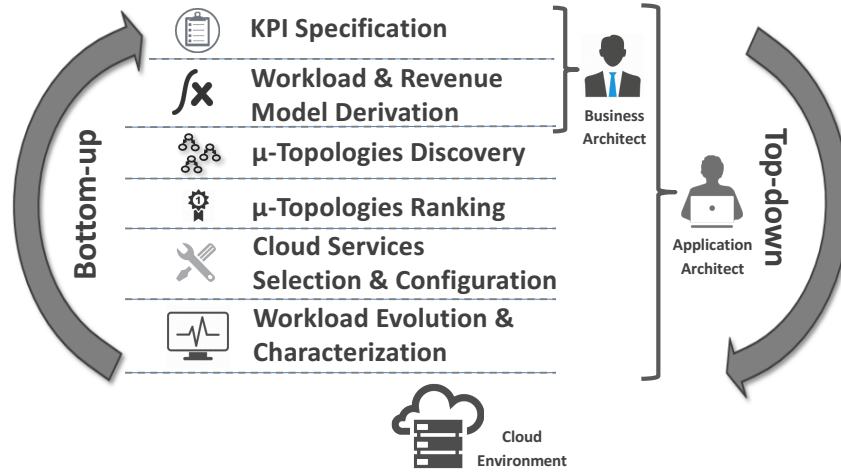 KPI Specification
Workload & Revenue
Model Derivation
Business
Architect
μ-Topologies Discovery
μ-Topologies Ranking
Cloud Services
Selection & Configuration
Application
Architect
Workload Evolution &
Characterization
Bottom-up
Top-down
Cloud
Environment
1